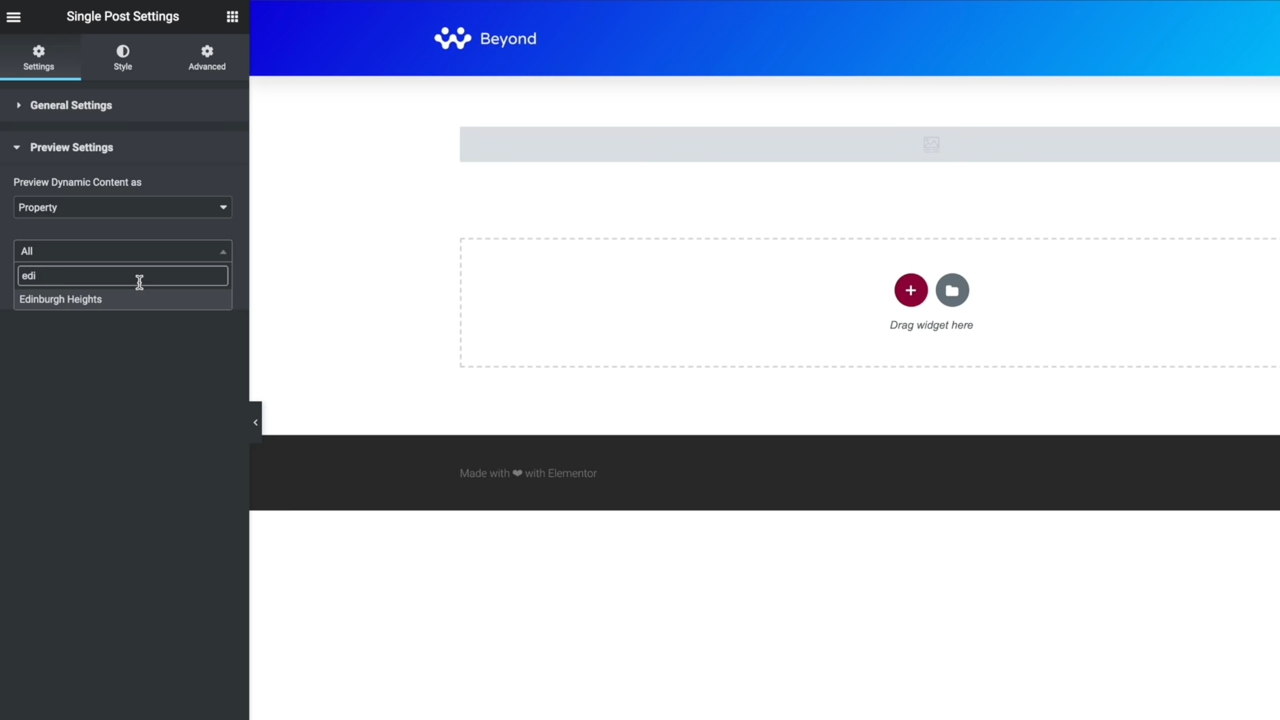 Single Post Settings
Settings
Style
Advanced
General Settings
Preview Settings
Preview Dynamic Content as
Property
All
edi
Edinburgh Heights
Beyond
Drag widget here
Made with ❤ with Elementor